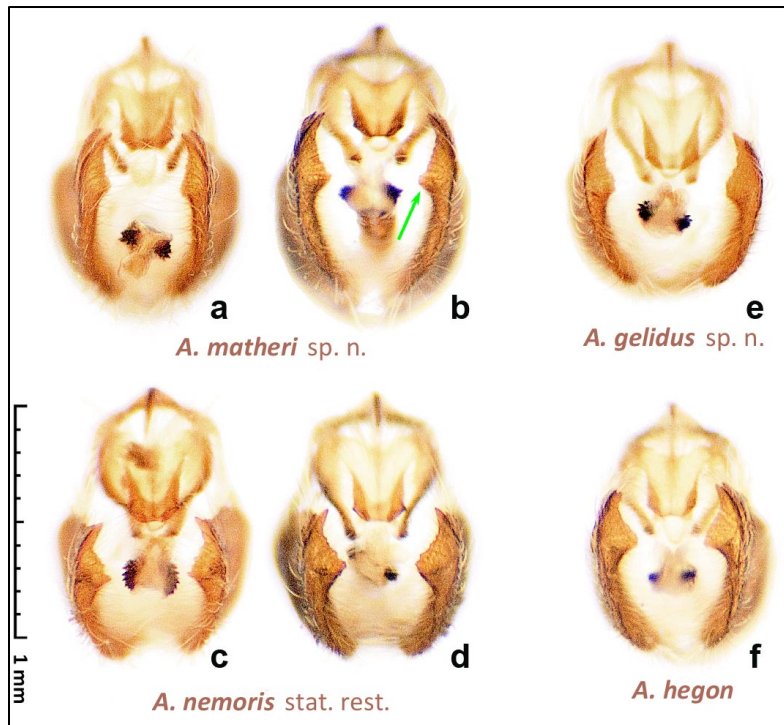 a
b
e
A. matheri sp. n.
A. gelidus sp. n.
1 mm
c
d
f
A. nemoris stat. rest.
A. hegon